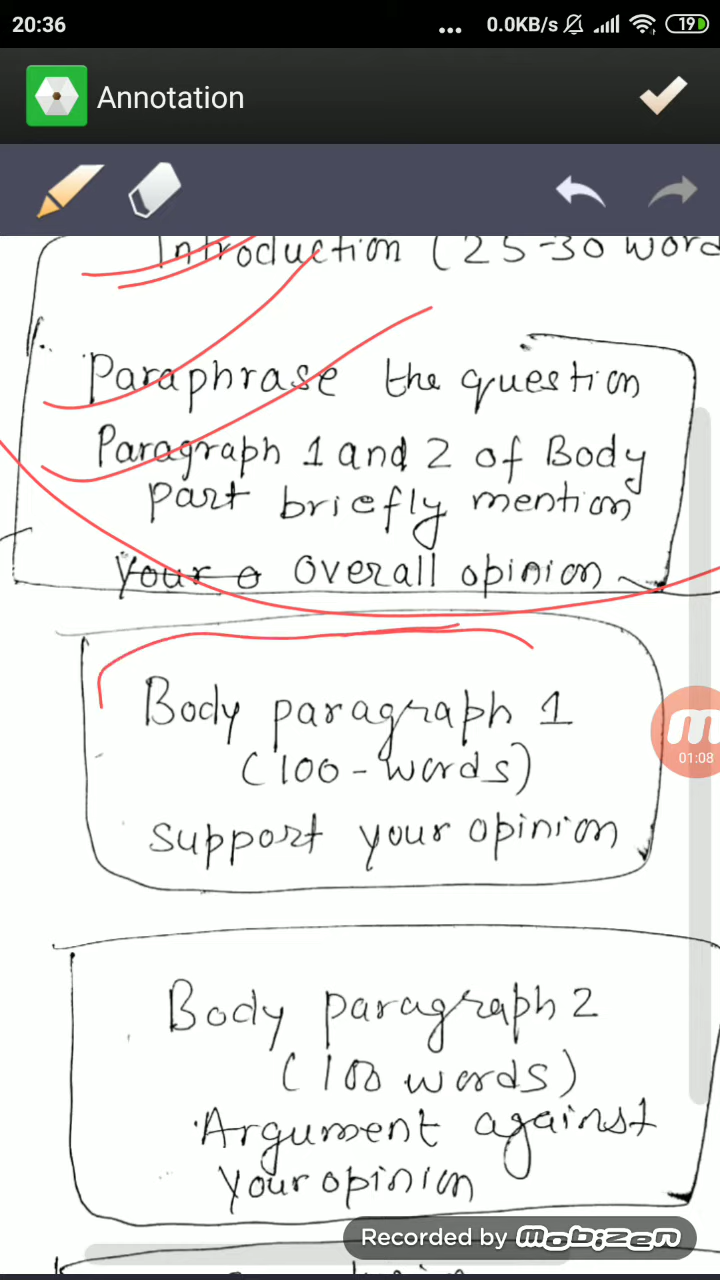 20:36
... 0.0KB/s 19
Annotation
Introduction (25-30 word
Paraphrase the question
Paragraph 1 and 2 of Body
part briefly mention
your o overall opinion
Body paragraph 1
(100-words)
support your opinion
01:08
Body paragraph 2
(100 words)
Argument against
your opinion
Recorded by mobizen